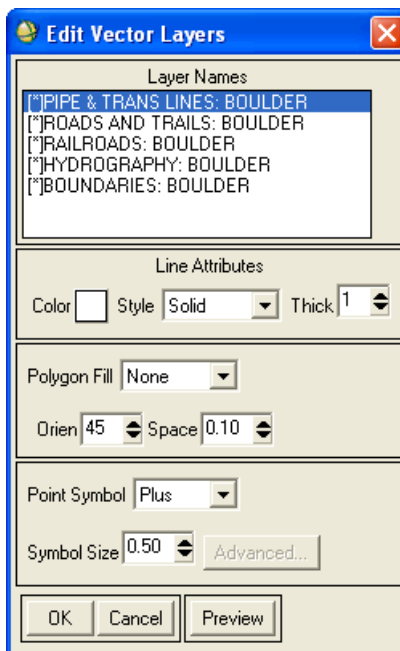 Edit Vector Layers
Layer Names
[*]PIPE & TRANS LINES: BOULDER
[*]ROADS AND TRAILS: BOULDER
[*]RAILROADS: BOULDER
[*]HYDROGRAPHY: BOULDER
[*]BOUNDARIES: BOULDER
Line Attributes
Color Style Solid Thick 1
Polygon Fill None
Orien 45 Space 0.10
Point Symbol Plus
Symbol Size 0.50 Advanced...
OK Cancel Preview